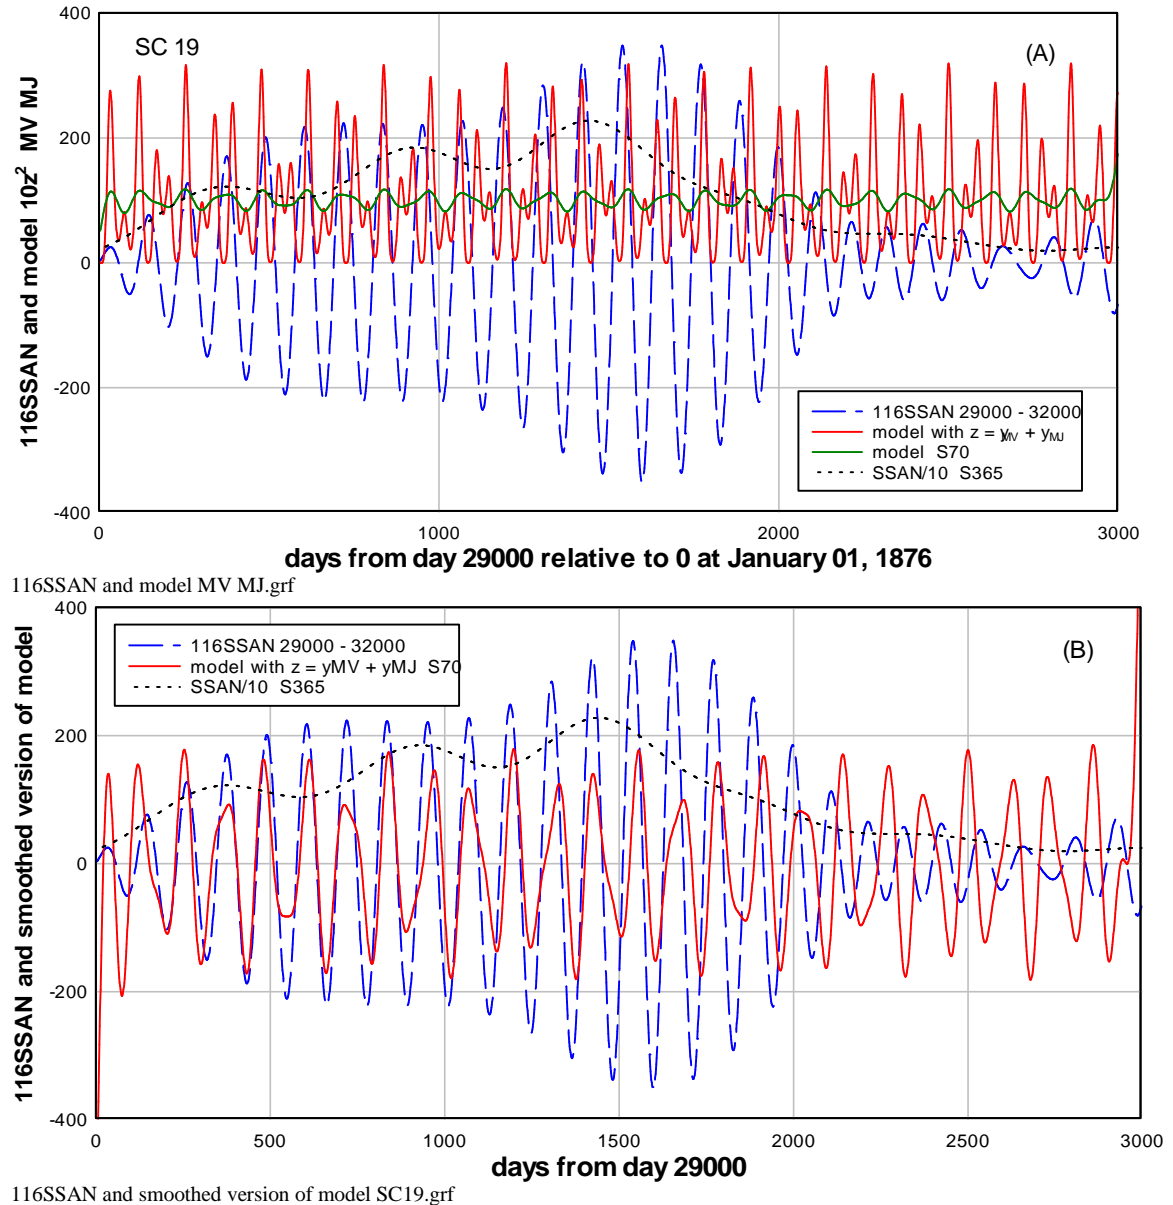 400
SC 19
(A)
200
0
-200
-400
116SSAN and model 10z² MV MJ
116SSAN 29000 - 32000
model with z = yMV + yMJ
model S70
SSAN/10 S365
0
1000
2000
3000
days from day 29000 relative to 0 at January 01, 1876
116SSAN and model MV MJ.grf
400
116SSAN 29000 - 32000
model with z = yMV + yMJ S70
SSAN/10 S365
(B)
200
0
-200
-400
116SSAN and smoothed version of model
0
500
1000
1500
2000
2500
3000
days from day 29000
116SSAN and smoothed version of model SC19.grf